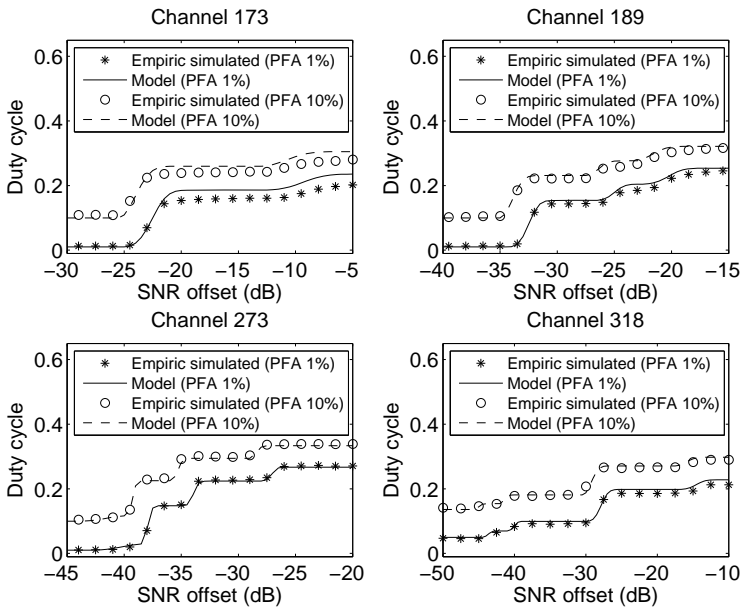 Channel 173
Duty cycle
0.6
0.4
0.2
0
Empiric simulated (PFA 1%)
Model (PFA 1%)
Empiric simulated (PFA 10%)
Model (PFA 10%)
−30 −25 −20 −15 −10 −5
SNR offset (dB)
Channel 189
Duty cycle
0.6
0.4
0.2
0
Empiric simulated (PFA 1%)
Model (PFA 1%)
Empiric simulated (PFA 10%)
Model (PFA 10%)
−40 −35 −30 −25 −20 −15
SNR offset (dB)
Channel 273
Duty cycle
0.6
0.4
0.2
0
Empiric simulated (PFA 1%)
Model (PFA 1%)
Empiric simulated (PFA 10%)
Model (PFA 10%)
−45 −40 −35 −30 −25 −20
SNR offset (dB)
Channel 318
Duty cycle
0.6
0.4
0.2
0
Empiric simulated (PFA 1%)
Model (PFA 1%)
Empiric simulated (PFA 10%)
Model (PFA 10%)
−50 −40 −30 −20 −10
SNR offset (dB)